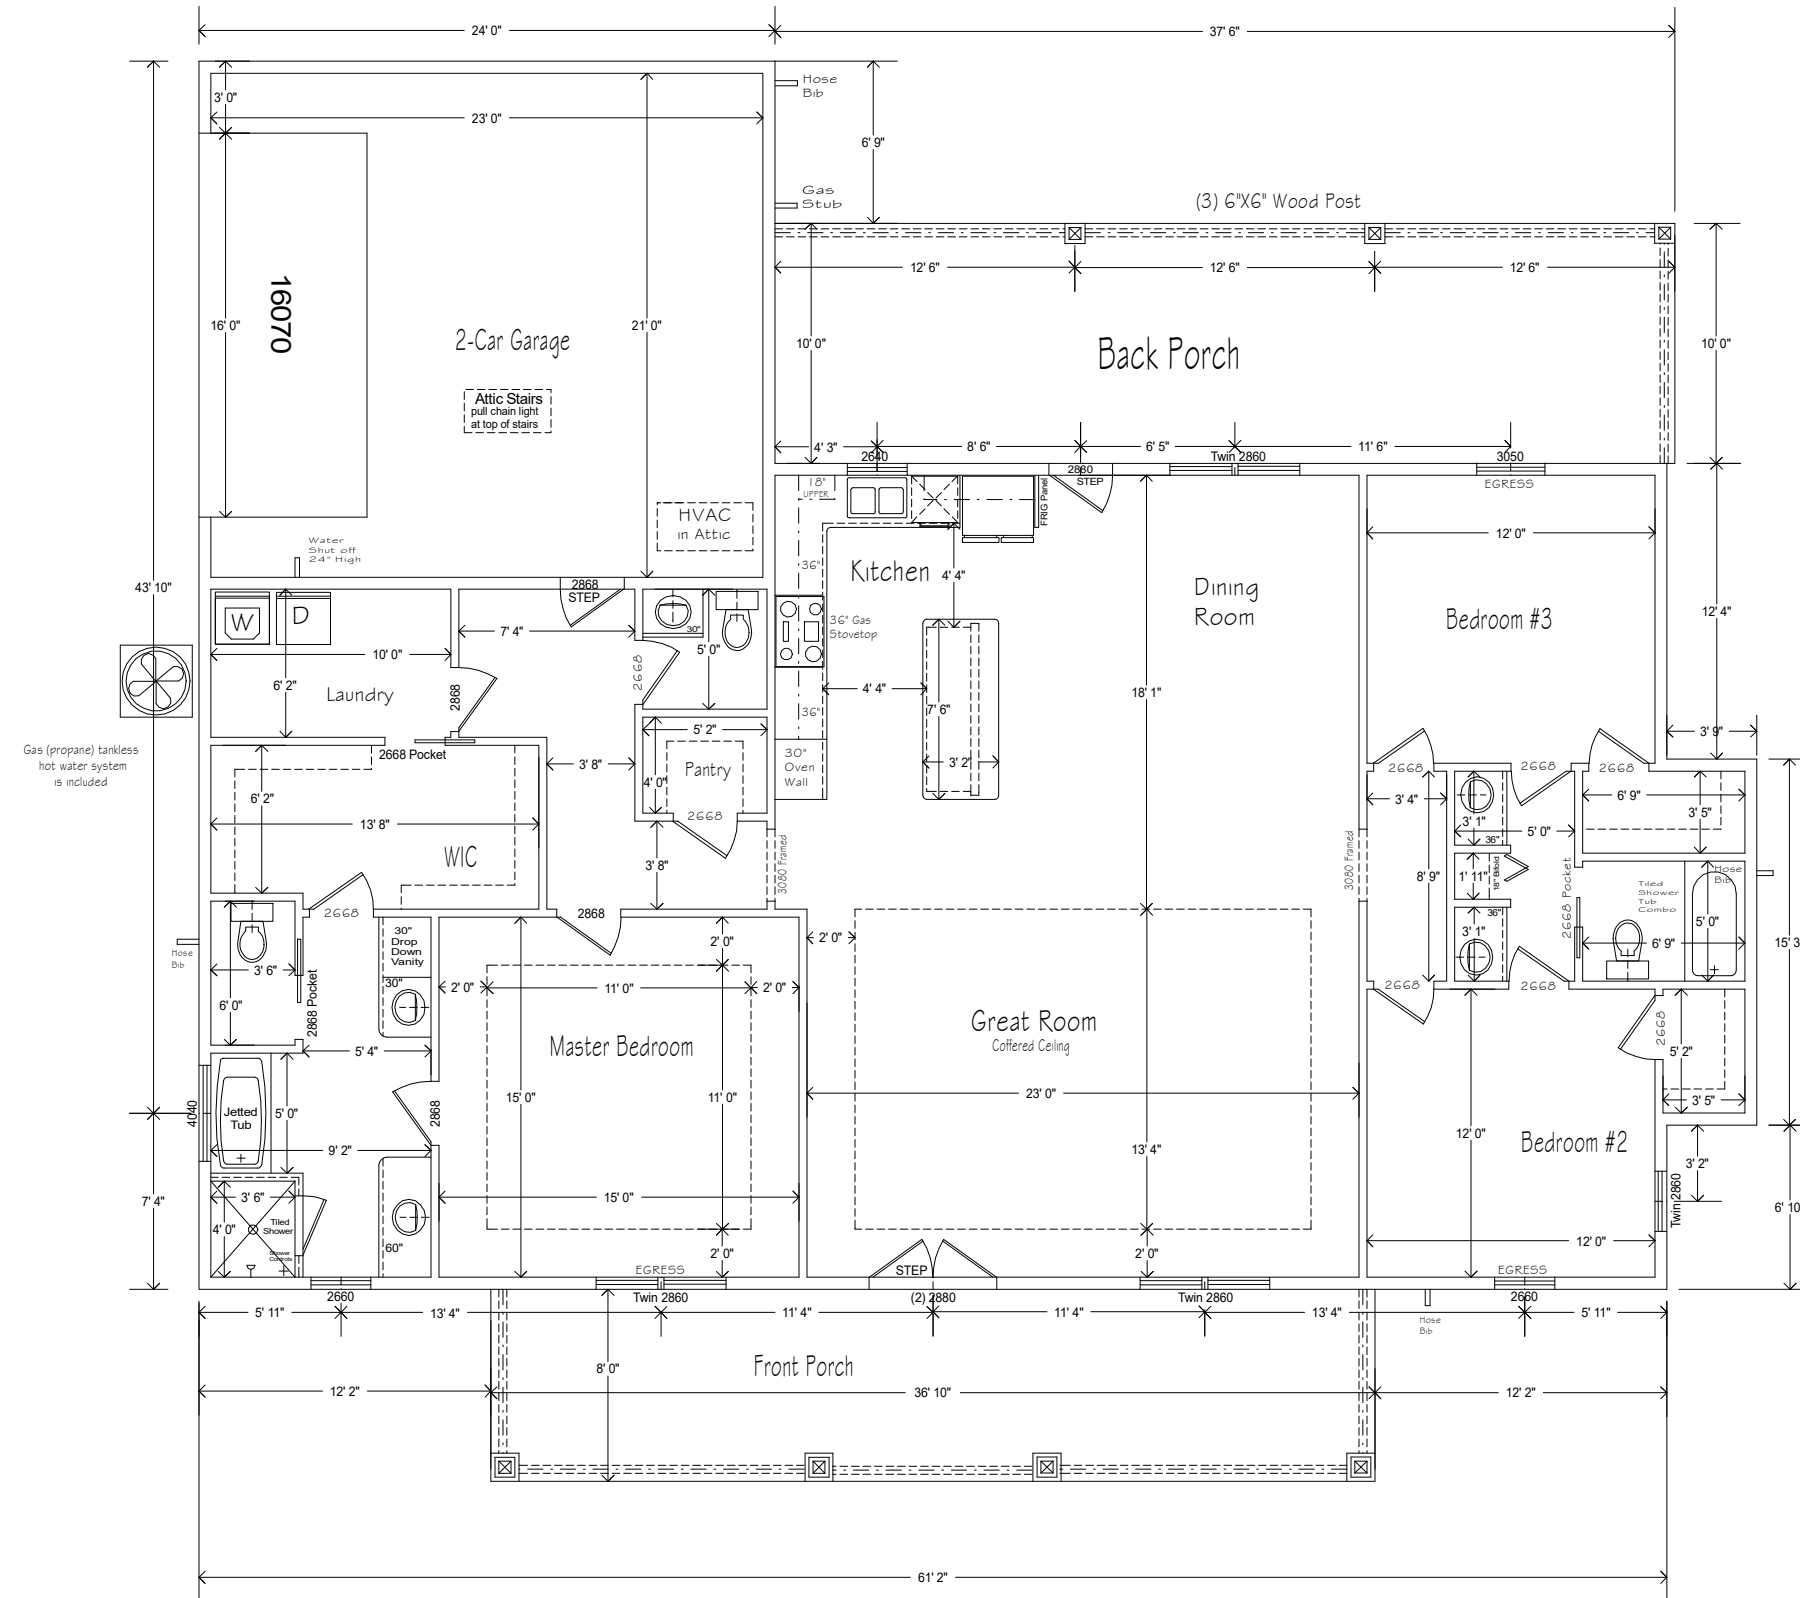 24' 0"
37' 6"
3' 0"
23' 0"
Hose
Bib
6' 9"
Gas
Stub
(3) 6"X6" Wood Post
12' 6"
12' 6"
12' 6"
16070
16' 0"
2-Car Garage
21' 0"
10' 0"
Back Porch
10' 0"
Attic Stairs
pull chain light
at top of stairs
4' 3"
8' 6"
6' 5"
11' 6"
2640
2880
STEP
Twin 2860
3050
EGRESS
18"
UPPER
FRIG Panel
HVAC
in Attic
Water
Shut off
24" High
12' 0"
43' 10"
2868
STEP
36"
Kitchen
4' 4"
Dining
Room
Bedroom #3
12' 4"
W
D
7' 4"
30"
36" Gas
Stovetop
10' 0"
5' 0"
2668
6' 2"
Laundry
2868
4' 4"
18' 1"
7' 6"
36"
5' 2"
3' 9"
Gas (propane) tankless
hot water system
is included
2668 Pocket
3' 8"
Pantry
4' 0"
30"
Oven
Wall
3' 2"
2668
2668
2668
6' 2"
13' 8"
2668
3' 4"
6' 9"
3' 5"
3' 1"
5' 0"
36"
WIC
3' 8"
3080 Framed
3080 Framed
8' 9"
1' 11"
18" Bifold
2668 Pocket
Hose
Bib
Tiled
Shower
Tub
Combo
5' 0"
2668
2868
36"
3' 1"
6' 9"
15' 3
30"
Drop
Down
Vanity
2' 0"
2' 0"
Hose
Bib
3' 6"
30"
2' 0"
11' 0"
2' 0"
2668
2668
6' 0"
2868 Pocket
Great Room
Coffered Ceiling
2668
5' 4"
Master Bedroom
5' 2"
4040
Jetted
Tub
5' 0"
2868
15' 0"
11' 0"
23' 0"
3' 5"
9' 2"
13' 4"
12' 0"
Bedroom #2
3' 2"
7' 4"
3' 6"
15' 0"
Twin 2860
6' 10
4' 0"
Tiled
Shower
Shower
Controls
60"
2' 0"
2' 0"
12' 0"
EGRESS
STEP
EGRESS
2660
Twin 2860
(2) 2880
Twin 2860
2660
5' 11"
13' 4"
11' 4"
11' 4"
13' 4"
5' 11"
Hose
Bib
8' 0"
Front Porch
12' 2"
36' 10"
12' 2"
61' 2"